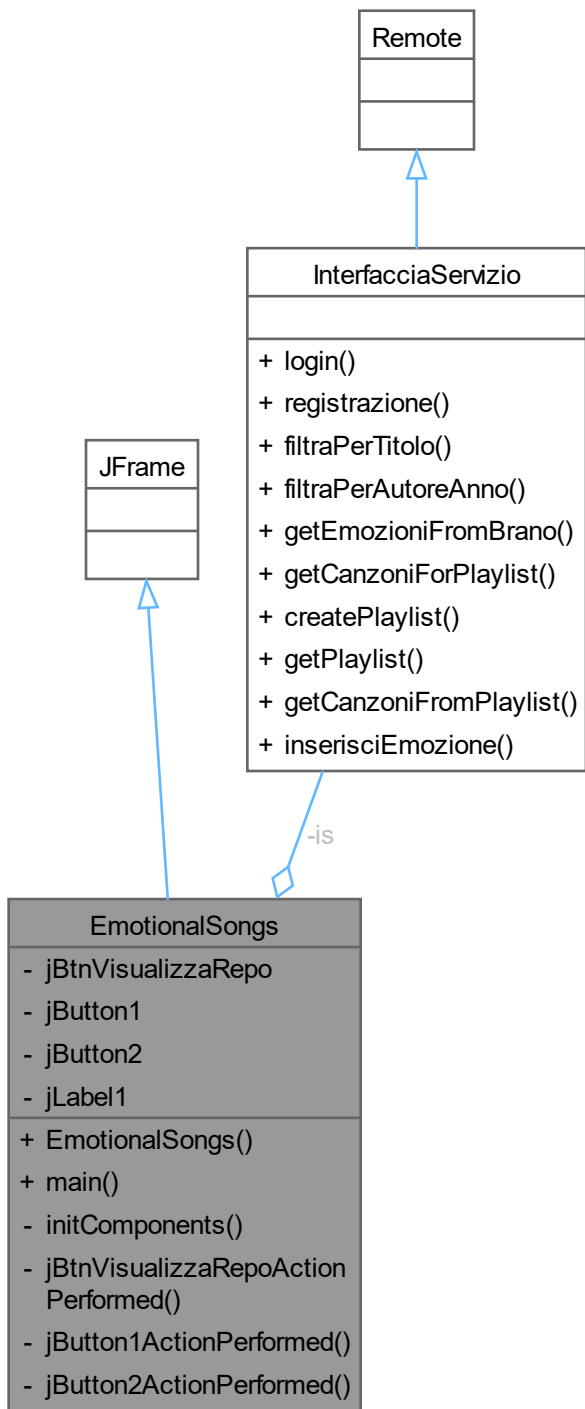 Remote
InterfacciaServizio
+ login()
+ registrazione()
+ filtraPerTitolo()
+ filtraPerAutoreAnno()
+ getEmozioniFromBrano()
+ getCanzoniForPlaylist()
+ createPlaylist()
+ getPlaylist()
+ getCanzoniFromPlaylist()
+ inserisciEmozione()
JFrame
-is
EmotionalSongs
- jBtnVisualizzaRepo
- jButton1
- jButton2
- jLabel1
+ EmotionalSongs()
+ main()
- initComponents()
- jBtnVisualizzaRepoAction
Performed()
- jButton1ActionPerformed()
- jButton2ActionPerformed()